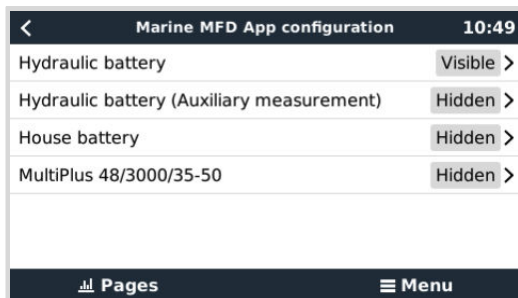 Marine MFD App configuration 10:49
Hydraulic battery Visible
Hydraulic battery (Auxiliary measurement) Hidden
House battery Hidden
MultiPlus 48/3000/35-50 Hidden
Pages Menu